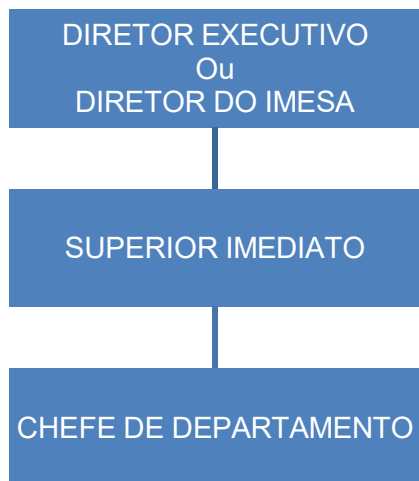 DIRETOR EXECUTIVO
Ou
DIRETOR DO IMESA
SUPERIOR IMEDIATO
CHEFE DE DEPARTAMENTO